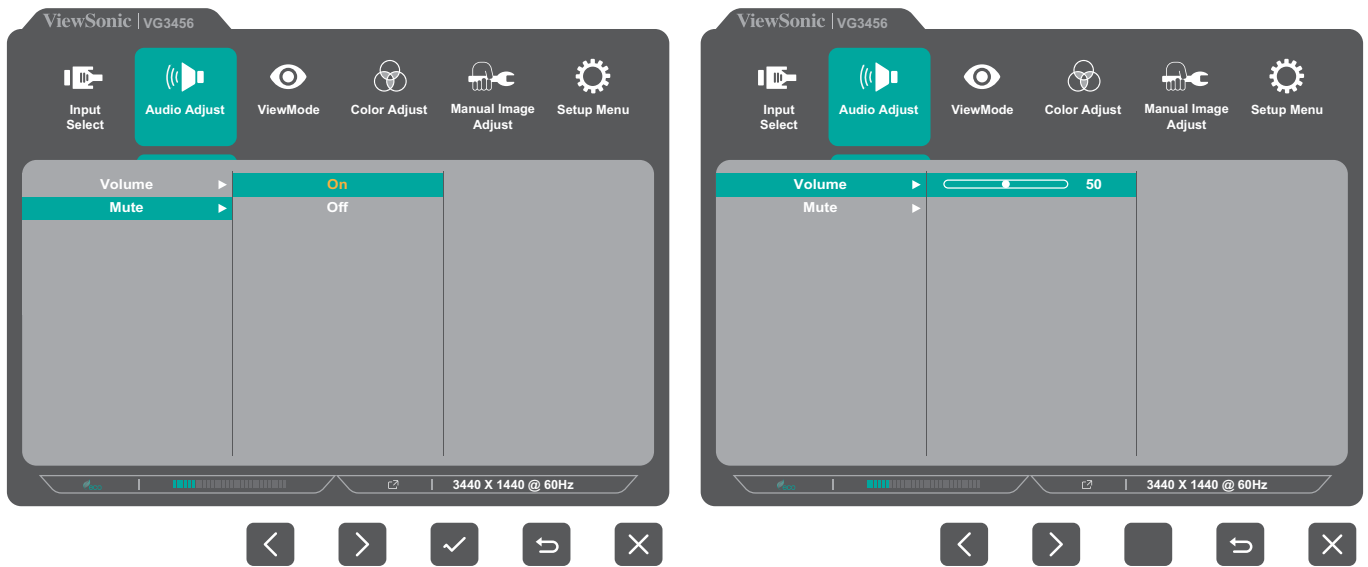 ViewSonic VG3456
Input
Select
Audio Adjust
ViewMode
Color Adjust
Manual Image
Adjust
Setup Menu
Volume
On
Mute
Off
eco
3440 X 1440 @ 60Hz
ViewSonic VG3456
Input
Select
Audio Adjust
ViewMode
Color Adjust
Manual Image
Adjust
Setup Menu
Volume
50
Mute
eco
3440 X 1440 @ 60Hz